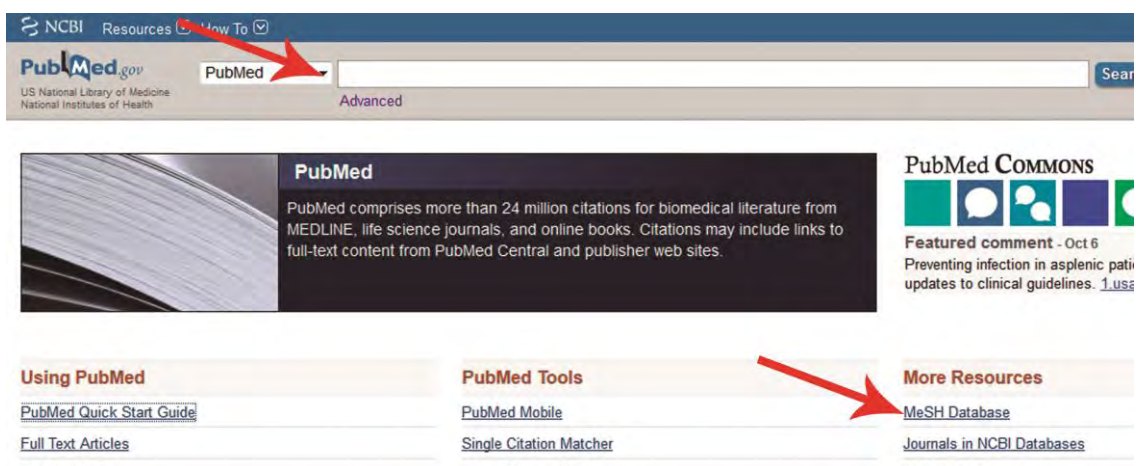 NCBI Resources How To
PubMed.gov
US National Library of Medicine
National Institutes of Health
PubMed
Advanced
PubMed
PubMed comprises more than 24 million citations for biomedical literature from
MEDLINE, life science journals, and online books. Citations may include links to
full-text content from PubMed Central and publisher web sites.
PubMed COMMONS
Featured comment - Oct 6
Preventing infection in asplenic
updates to clinical guidelines.
Using PubMed
PubMed Quick Start Guide
Full Text Articles
PubMed Tools
PubMed Mobile
Single Citation Matcher
More Resources
MeSH Database
Journals in NCBI Databases